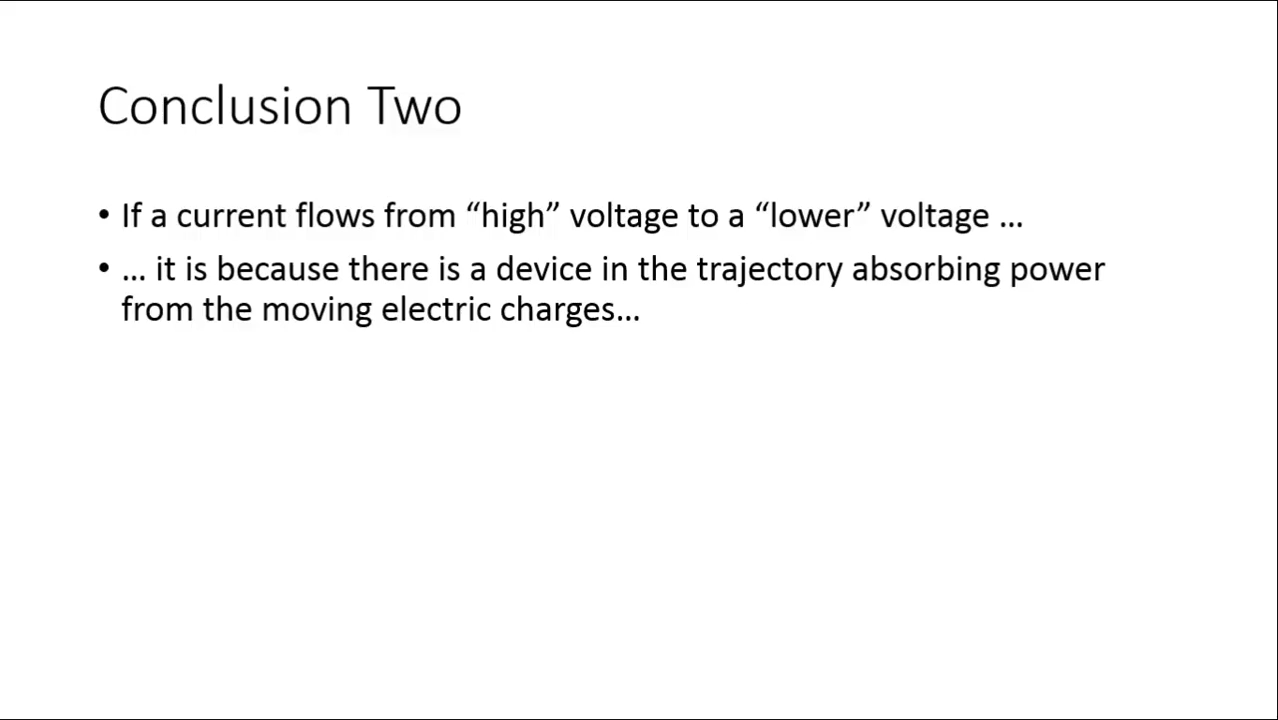 Conclusion Two
• If a current flows from “high” voltage to a “lower” voltage …
• … it is because there is a device in the trajectory absorbing power
from the moving electric charges…